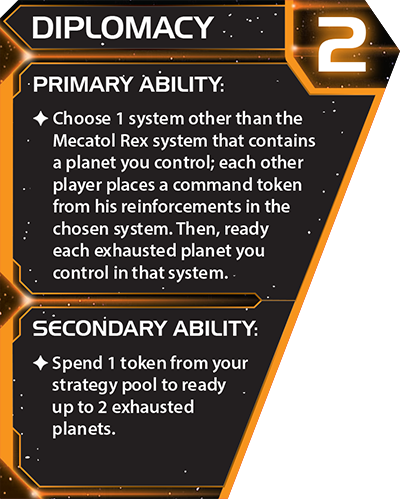 DIPLOMACY
2
PRIMARY ABILITY:
Choose 1 system other than the
Mecatol Rex system that contains
a planet you control; each other
player places a command token
from his reinforcements in the
chosen system. Then, ready
each exhausted planet you
control in that system.
SECONDARY ABILITY:
Spend 1 token from your
strategy pool to ready
up to 2 exhausted
planets.